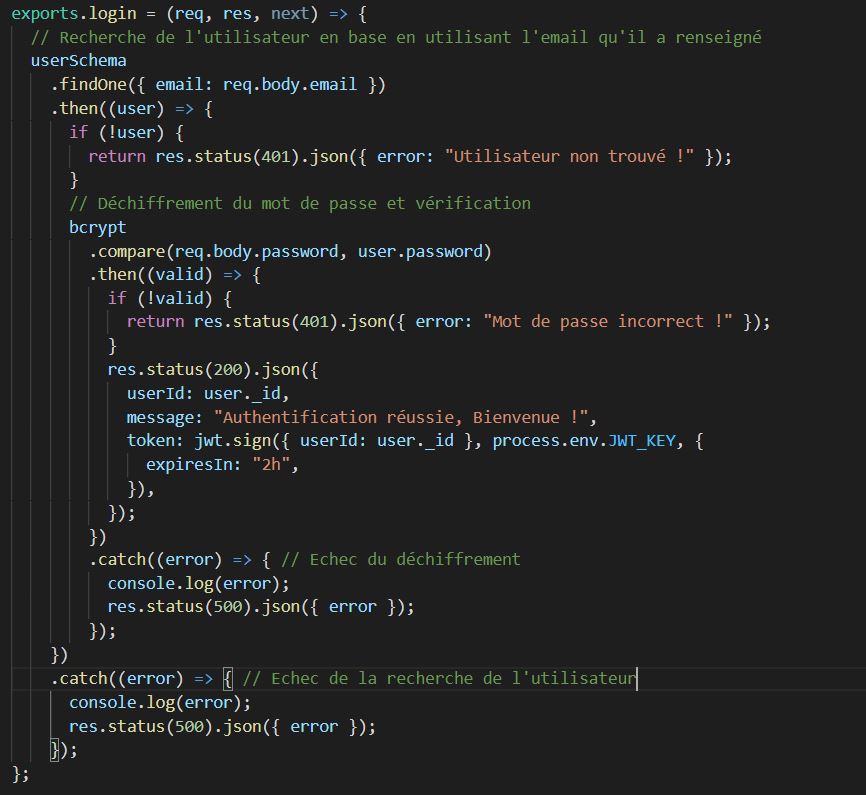 exports.login = (req, res, next) => {
// Recherche de l'utilisateur en base en utilisant l'email qu'il a renseigné
userSchema
.findOne({ email: req.body.email })
.then((user) => {
if (!user) {
return res.status(401).json({ error: "Utilisateur non trouvé !" });
}
// Déchiffrement du mot de passe et vérification
bcrypt
.compare(req.body.password, user.password)
.then((valid) => {
if (!valid) {
return res.status(401).json({ error: "Mot de passe incorrect !" });
}
res.status(200).json({
userId: user._id,
message: "Authentification réussie, Bienvenue !",
token: jwt.sign({ userId: user._id }, process.env.JWT_KEY, {
expiresIn: "2h",
}),
});
})
.catch((error) => { // Echec du déchiffrement
console.log(error);
res.status(500).json({ error });
});
})
.catch((error) => { // Echec de la recherche de l'utilisateur
console.log(error);
res.status(500).json({ error });
});
};